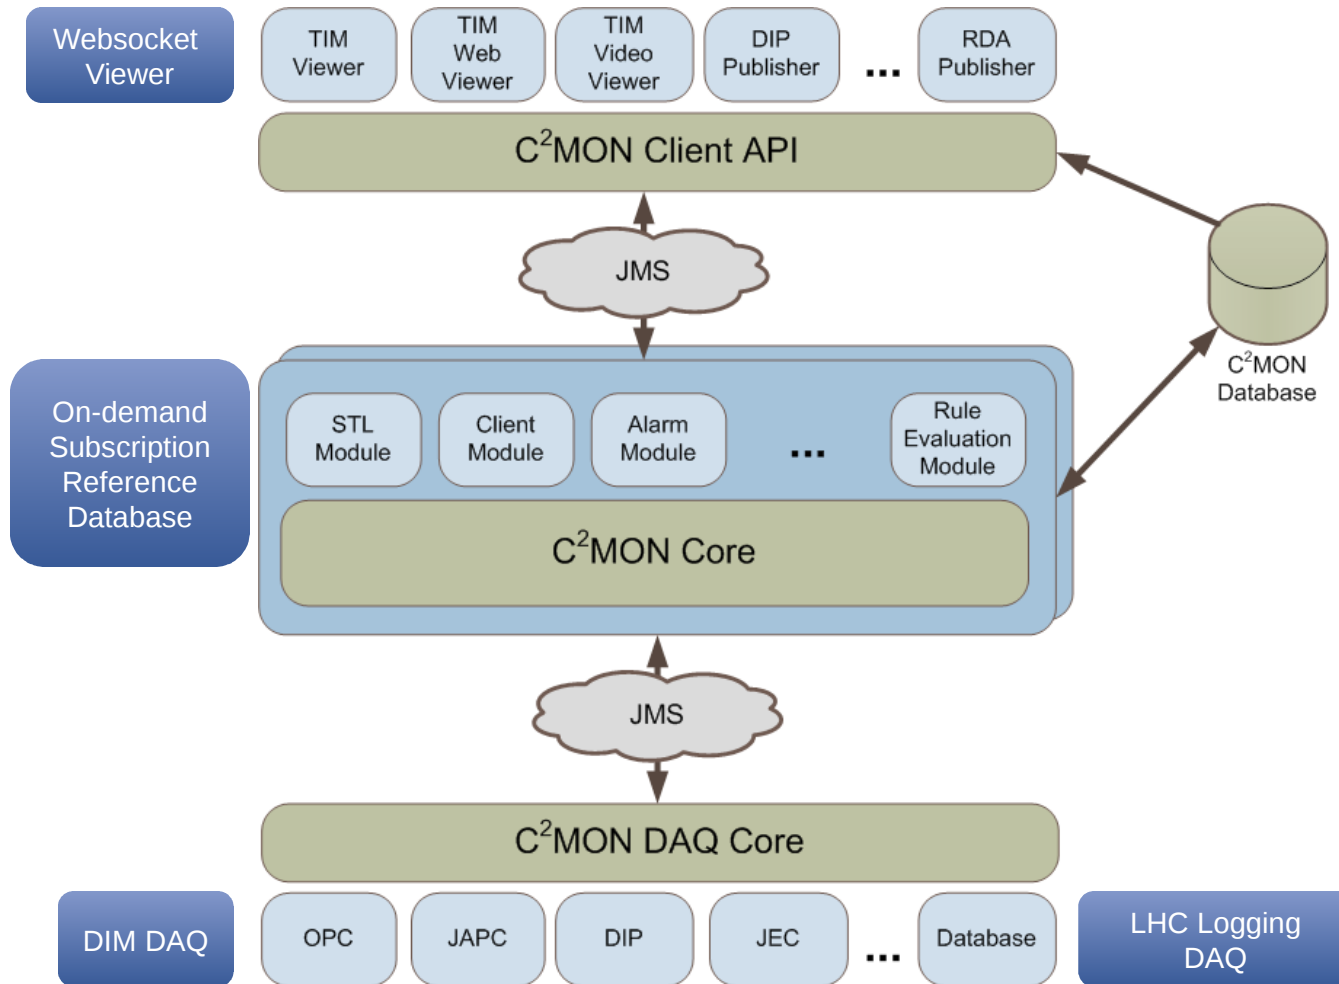 Websocket
Viewer
TIM
Viewer
TIM
Web
Viewer
TIM
Video
Viewer
DIP
Publisher
...
RDA
Publisher
C²MON Client API
JMS
C²MON
Database
On-demand
Subscription
Reference
Database
STL
Module
Client
Module
Alarm
Module
...
Rule
Evaluation
Module
C²MON Core
JMS
C²MON DAQ Core
DIM DAQ
OPC
JAPC
DIP
JEC
...
Database
LHC Logging
DAQ